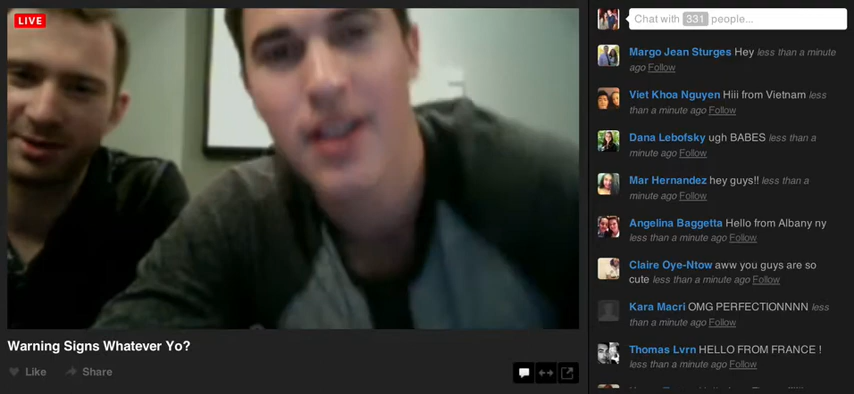 LIVE
Warning Signs Whatever Yo?
Like
Share
Chat with 331 people...
Margo Jean Sturges Hey less than a minute
ago Follow
Viet Khoa Nguyen Hiii from Vietnam less
than a minute ago Follow
Dana Lebofsky ugh BABES less than a
minute ago Follow
Mar Hernandez hey guys!! less than a
minute ago Follow
Angelina Baggetta Hello from Albany ny
less than a minute ago Follow
Claire Oye-Ntow aww you guys are so
cute less than a minute ago Follow
Kara Macri OMG PERFECTIONNNN less
than a minute ago Follow
Thomas Lvrn HELLO FROM FRANCE !
less than a minute ago Follow